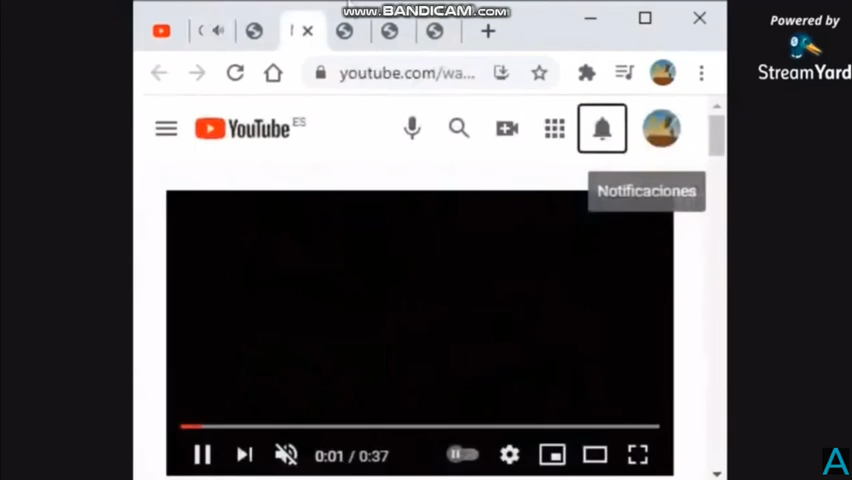 www.BANDICAM.COM
Powered by
StreamYard
youtube.com/wa...
YouTube ES
Notificaciones
0:01 / 0:37
A